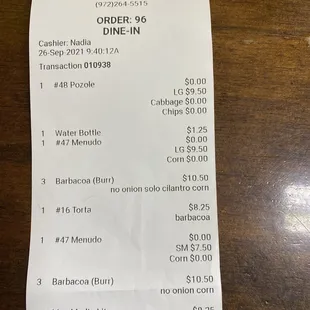 (972)264-5515
ORDER: 96
DINE-IN
Cashier: Nadia
26-Sep-2021 9:40:12A
Transaction 010938
1 #48 Pozole $0.00
LG $9.50
Cabbage $0.00
Chips $0.00
1 Water Bottle $1.25
1 #47 Menudo $0.00
LG $9.50
Corn $0.00
3 Barbacoa (Burr) $10.50
no onion solo cilantro corn
1 #16 Torta $8.25
barbacoa
1 #47 Menudo $0.00
SM $7.50
Corn $0.00
3 Barbacoa (Burr) $10.50
no onion corn
$8.25